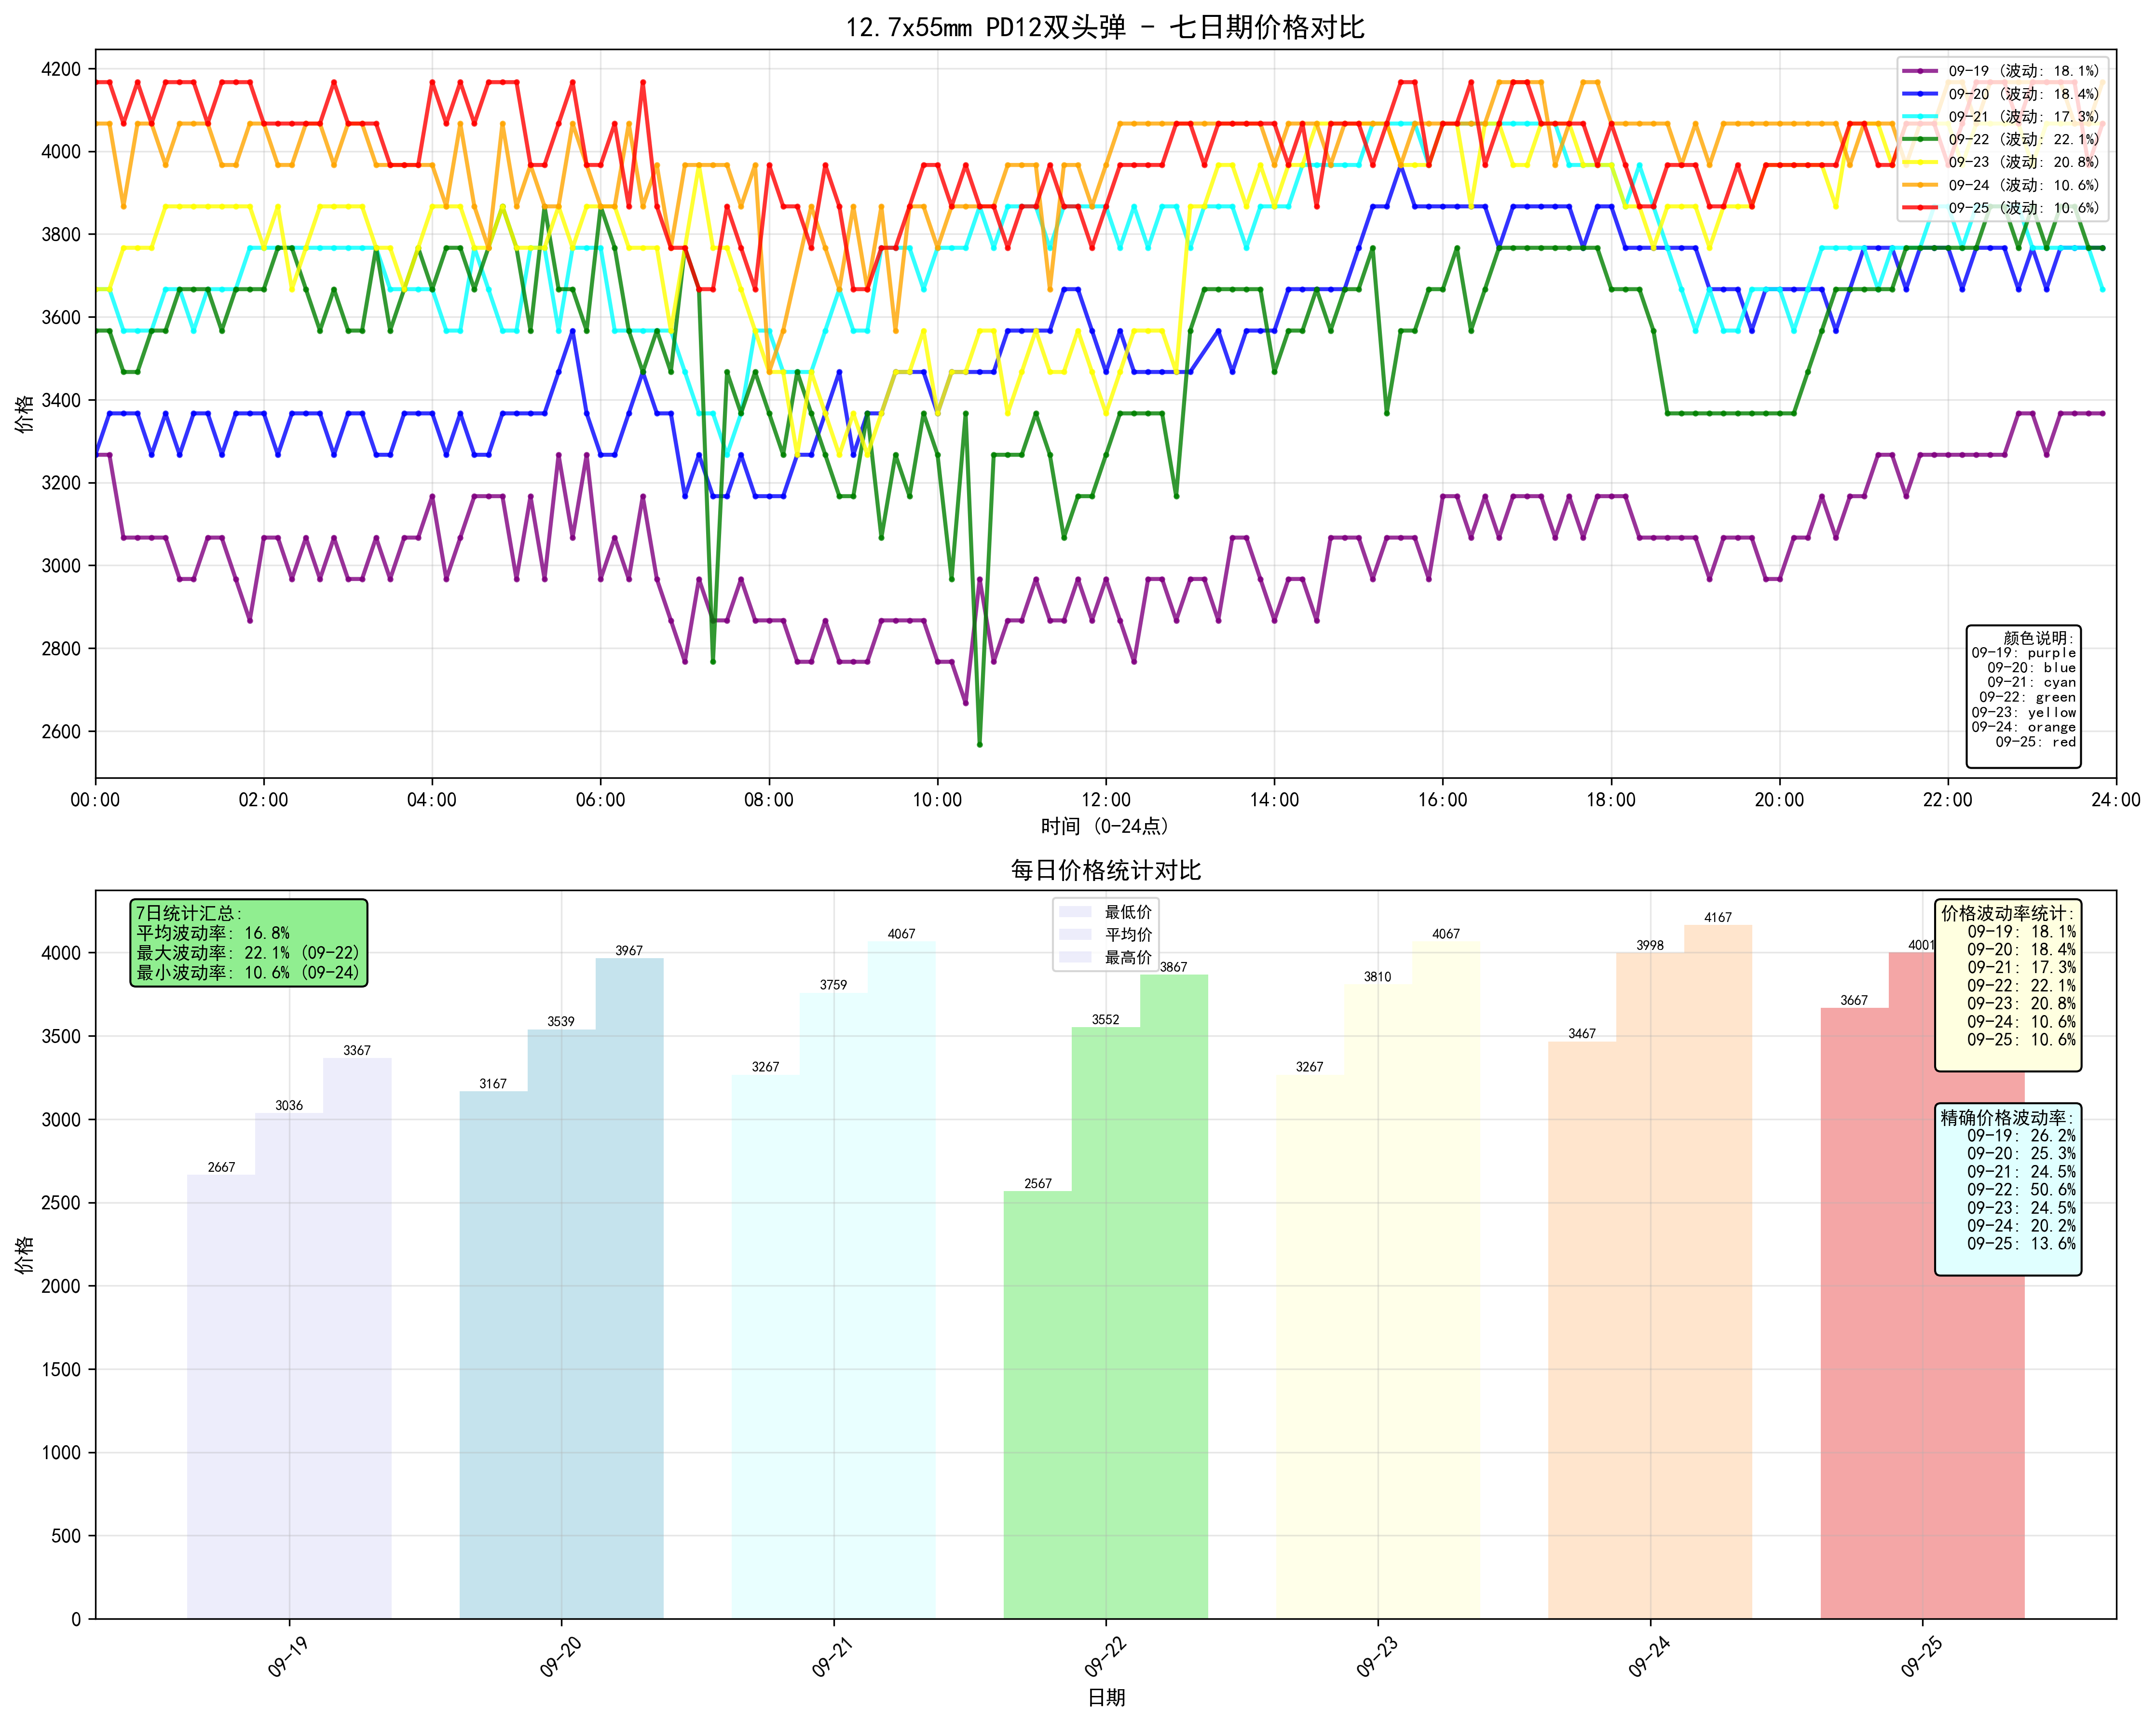 12.7x55mm PD12双头弹 - 七日期价格对比
4200
4000
3800
3600
3400
3200
3000
2800
2600
价格
09-19 (波动: 18.1%)
09-20 (波动: 18.4%)
09-21 (波动: 17.3%)
09-22 (波动: 22.1%)
09-23 (波动: 20.8%)
09-24 (波动: 10.6%)
09-25 (波动: 10.6%)
颜色说明:
09-19: purple
09-20: blue
09-21: cyan
09-22: green
09-23: yellow
09-24: orange
09-25: red
00:00 02:00 04:00 06:00 08:00 10:00 12:00 14:00 16:00 18:00 20:00 22:00 24:00
时间 (0-24点)
每日价格统计对比
4000
3500
3000
2500
2000
1500
1000
500
0
价格
7日统计汇总:
平均波动率: 16.8%
最大波动率: 22.1% (09-22)
最小波动率: 10.6% (09-24)
最低价
平均价
最高价
2667 3036 3367
3167 3539 3967
3267 3759 4067
2567 3552 3867
3267 3810 4067
3467 3998 4167
3667 4001
价格波动率统计:
09-19: 18.1%
09-20: 18.4%
09-21: 17.3%
09-22: 22.1%
09-23: 20.8%
09-24: 10.6%
09-25: 10.6%
精确价格波动率:
09-19: 26.2%
09-20: 25.3%
09-21: 24.5%
09-22: 50.6%
09-23: 24.5%
09-24: 20.2%
09-25: 13.6%
09-19 09-20 09-21 09-22 09-23 09-24 09-25
日期